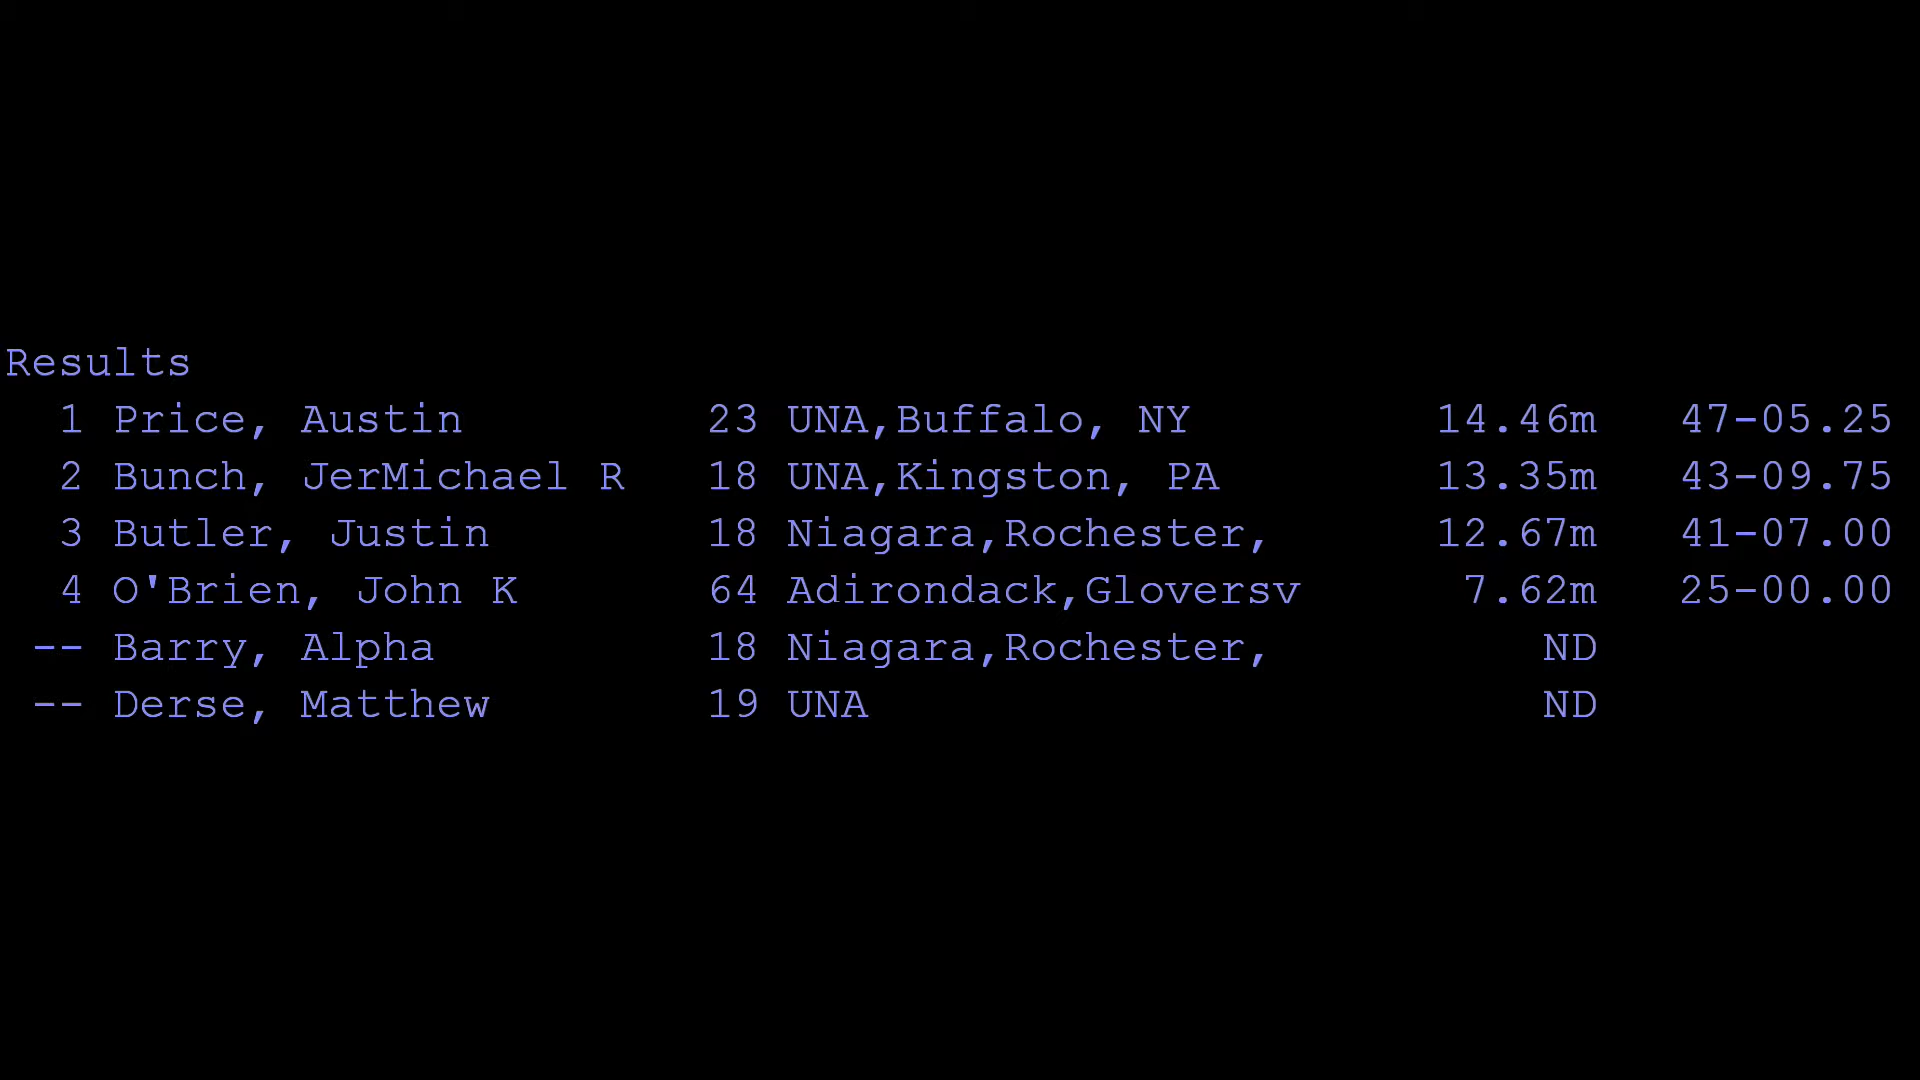 Results
1 Price, Austin 23 UNA,Buffalo, NY 14.46m 47-05.25
2 Bunch, JerMichael R 18 UNA,Kingston, PA 13.35m 43-09.75
3 Butler, Justin 18 Niagara,Rochester, 12.67m 41-07.00
4 O'Brien, John K 64 Adirondack,Gloversv 7.62m 25-00.00
-- Barry, Alpha 18 Niagara,Rochester, ND
-- Derse, Matthew 19 UNA ND